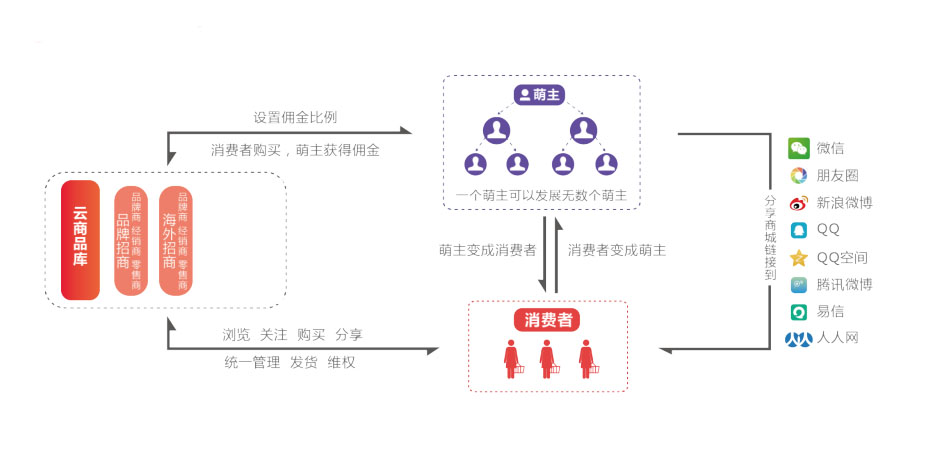 设置佣金比例
消费者购买，萌主获得佣金
云商品库
品牌招商
品牌商 经销商 零售商
海外招商
品牌商 经销商 零售商
萌主
一个萌主可以发展无数个萌主
萌主变成消费者
消费者变成萌主
消费者
浏览 关注 购买 分享
统一管理 发货 维权
分享商城链接到
微信
朋友圈
新浪微博
QQ
QQ空间
腾讯微博
易信
人人网